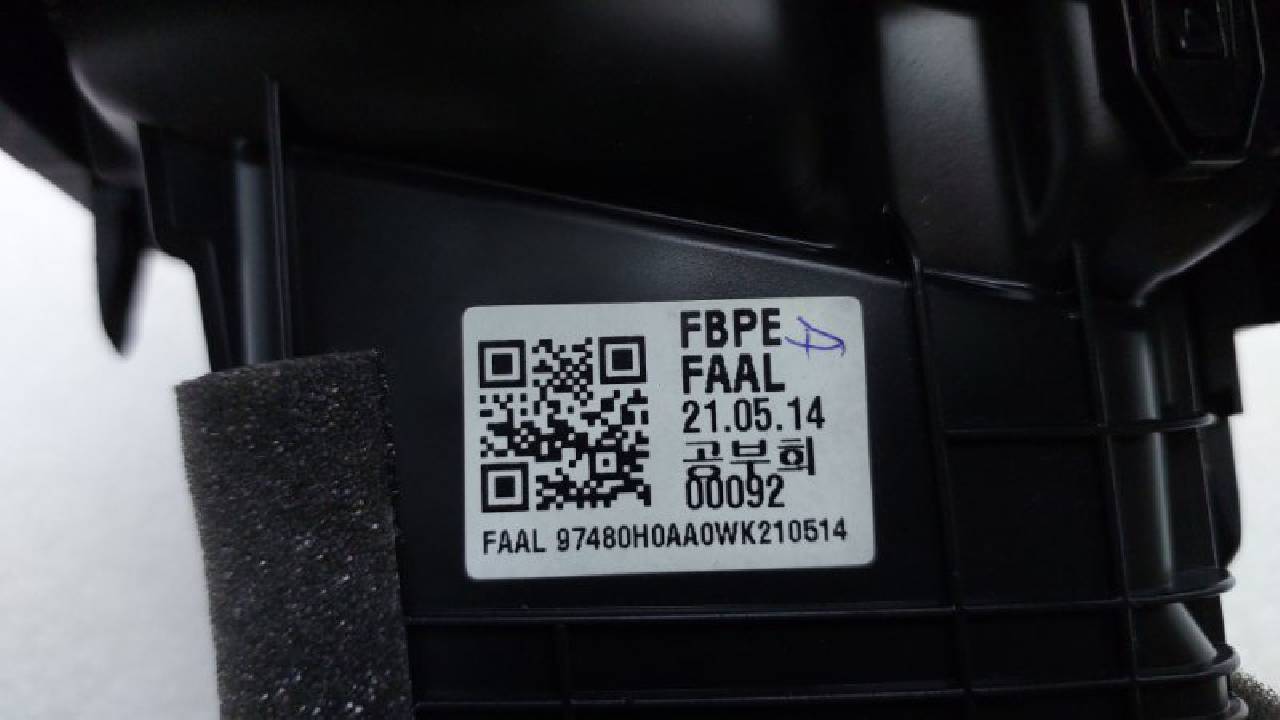 FBPE
FAAL
21.05.14
공부희
00092
FAAL 97480H0AA0WK210514